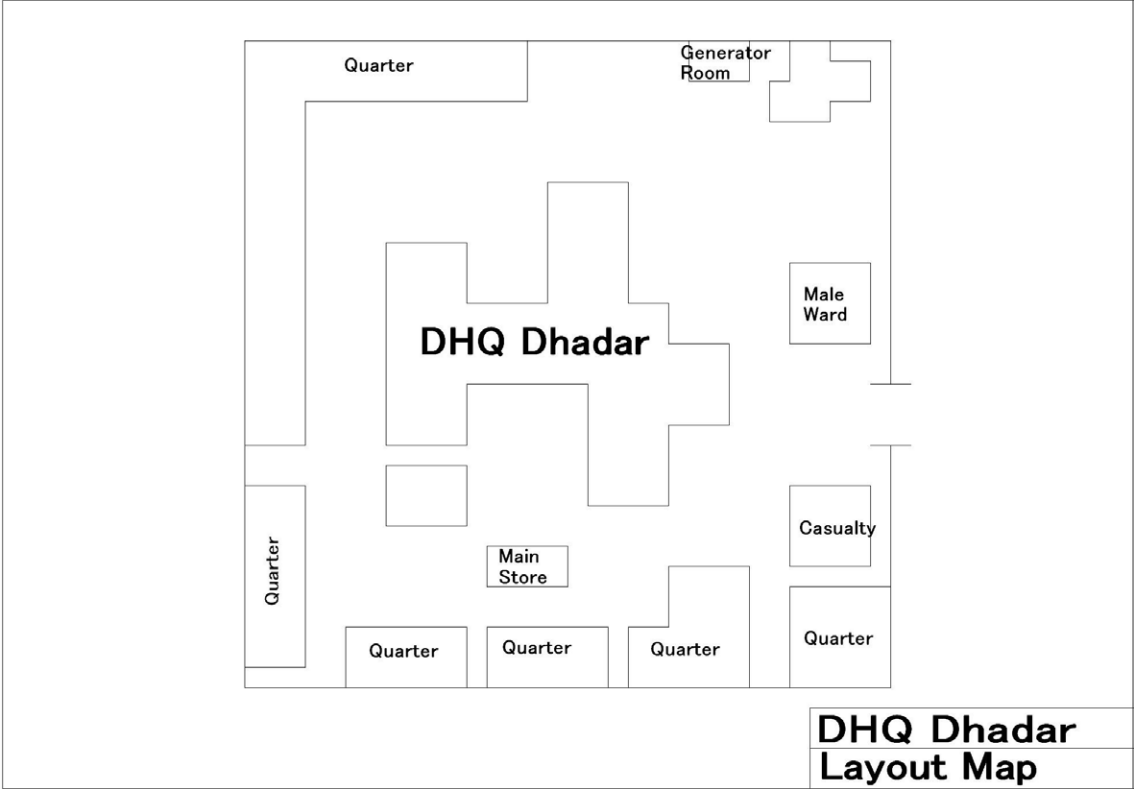 Quarter
Generator
Room
Male
Ward
DHQ Dhadar
Casualty
Quarter
Main
Store
Quarter
Quarter
Quarter
Quarter
DHQ Dhadar
Layout Map